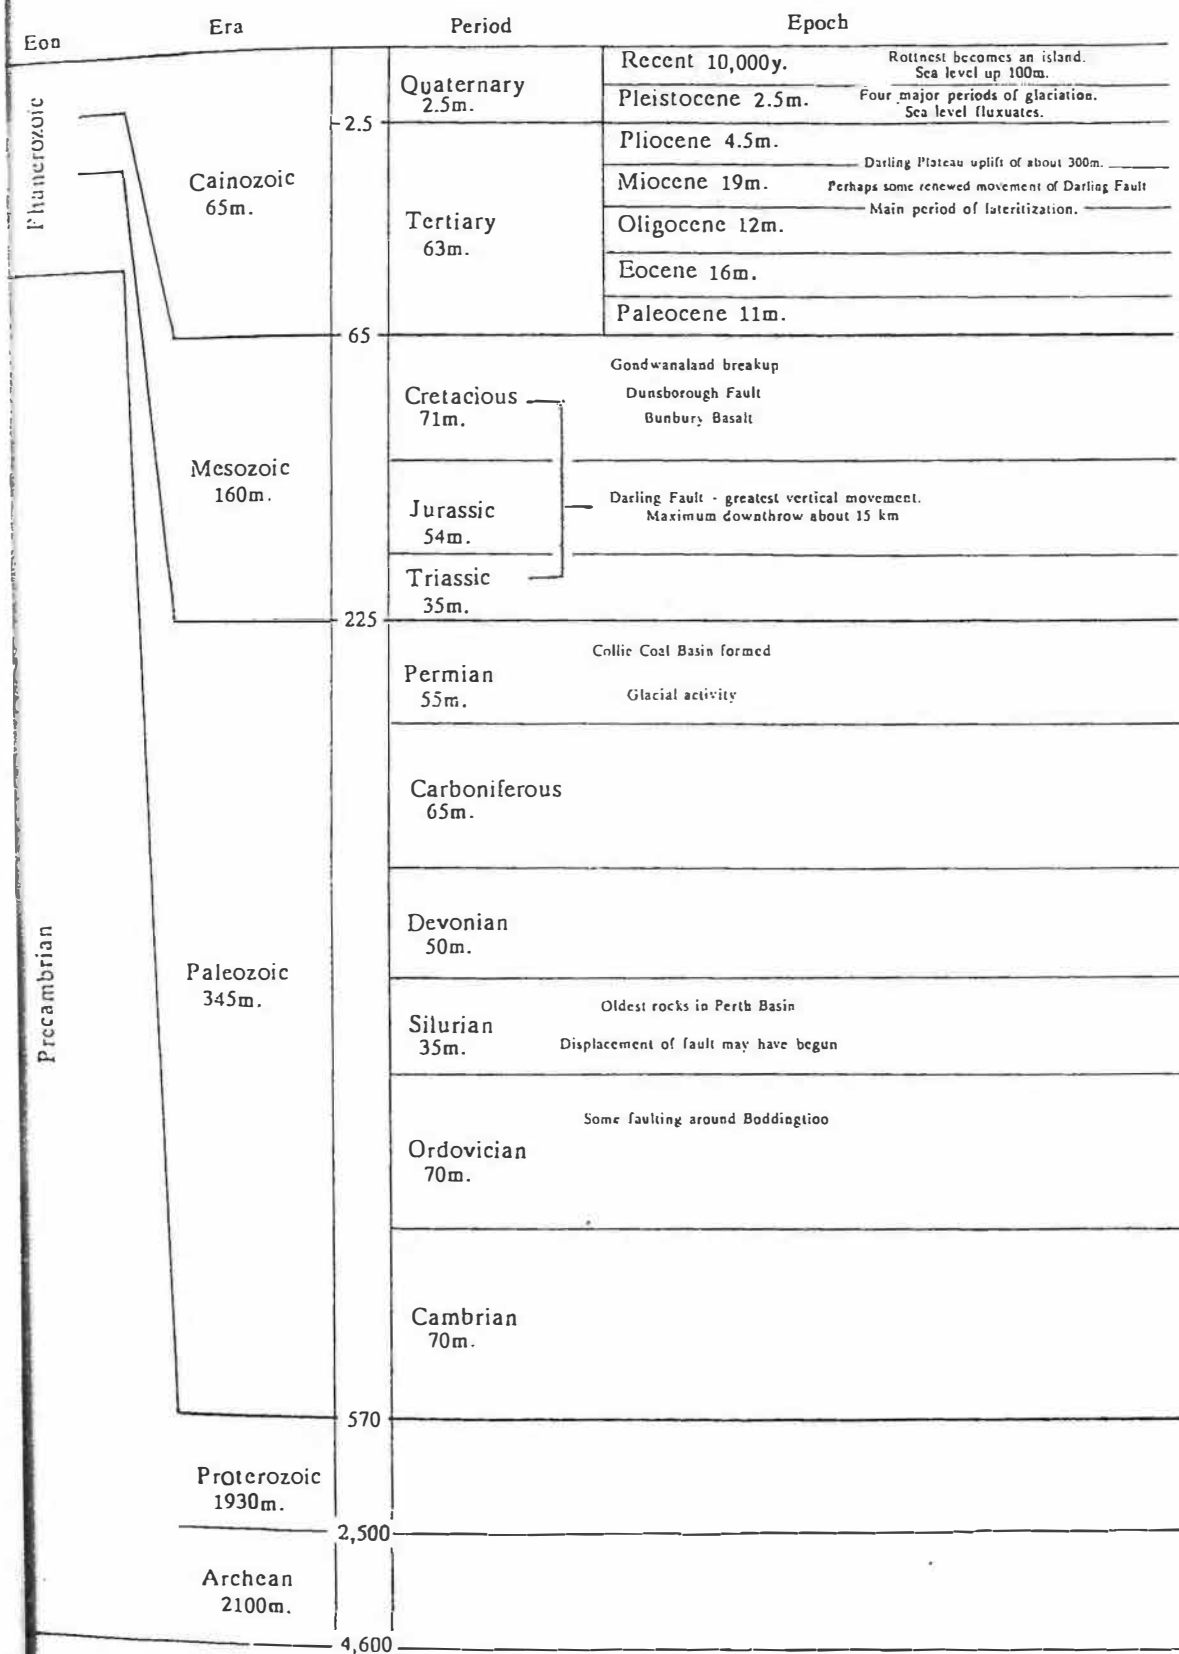 Eon
Era
Period
Epoch
Phanerozoic
Precambrian
Cainozoic
65m.
Mesozoic
160m.
Paleozoic
345m.
Proterozoic
1930m.
Archean
2100m.
2.5
65
225
570
2,500
4,600
Quaternary
2.5m.
Recent 10,000y.
Rottnest becomes an island.
Sea level up 100m.
Pleistocene 2.5m.
Four major periods of glaciation.
Sea level fluxuates.
Tertiary
63m.
Pliocene 4.5m.
Darling Plateau uplift of about 300m.
Miocene 19m.
Perhaps some renewed movement of Darling Fault
Main period of lateritization.
Oligocene 12m.
Eocene 16m.
Paleocene 11m.
Cretacious
71m.
Gondwanaland breakup
Dunsborough Fault
Bunbury Basalt
Jurassic
54m.
Darling Fault - greatest vertical movement.
Maximum downthrow about 15 km
Triassic
35m.
Permian
55m.
Collie Coal Basin formed
Glacial activity
Carboniferous
65m.
Devonian
50m.
Silurian
35m.
Oldest rocks in Perth Basin
Displacement of fault may have begun
Ordovician
70m.
Some faulting around Boddingtioo
Cambrian
70m.